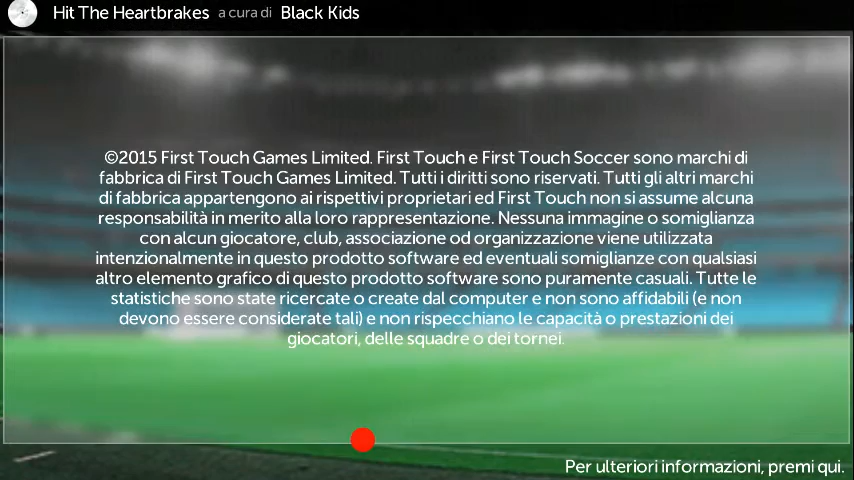 Hit The Heartbrakes a cura di Black Kids
©2015 First Touch Games Limited. First Touch e First Touch Soccer sono marchi di
fabbrica di First Touch Games Limited. Tutti i diritti sono riservati. Tutti gli altri marchi
di fabbrica appartengono ai rispettivi proprietari ed First Touch non si assume alcuna
responsabilità in merito alla loro rappresentazione. Nessuna immagine o somiglianza
con alcun giocatore, club, associazione od organizzazione viene utilizzata
intenzionalmente in questo prodotto software ed eventuali somiglianze con qualsiasi
altro elemento grafico di questo prodotto software sono puramente casuali. Tutte le
statistiche sono state ricercate o create dal computer e non sono affidabili (e non
devono essere considerate tali) e non rispecchiano le capacità o prestazioni dei
giocatori, delle squadre o dei tornei.
Per ulteriori informazioni, premi qui.